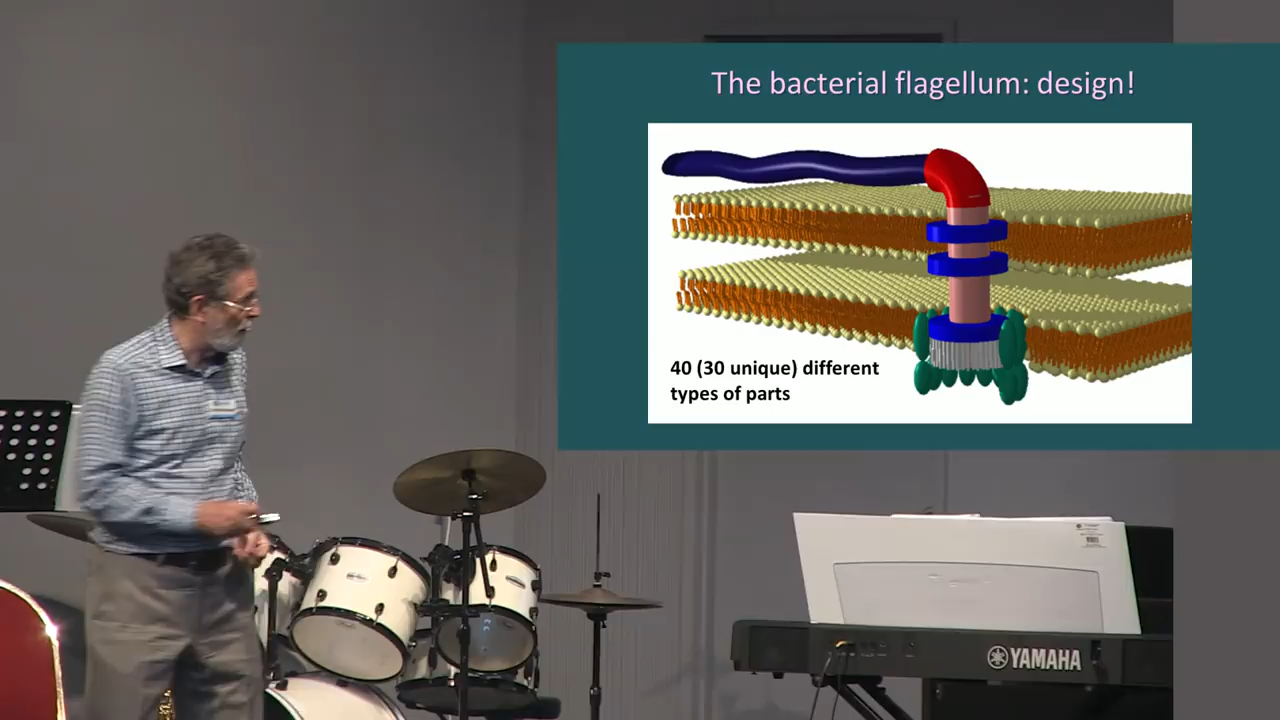 The bacterial flagellum: design!
40 (30 unique) different
types of parts
YAMAHA